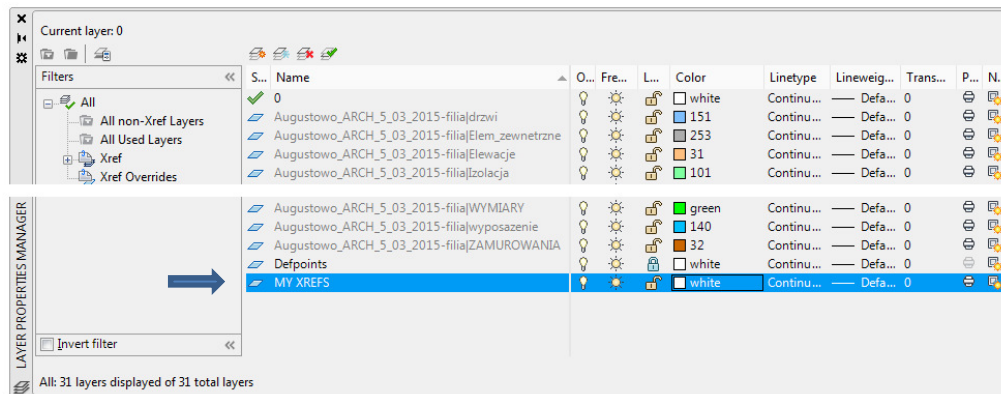 Current layer: 0
Filters
All
All non-Xref Layers
All Used Layers
Xref
Xref Overrides
S... Name O... Fre... L... Color Linetype Lineweig... Trans... P... N.
0 white Continu... Defa... 0
Augustowo_ARCH_5_03_2015-filia|drzwi 151 Continu... Defa... 0
Augustowo_ARCH_5_03_2015-filia|Elem_zewnetrzne 253 Continu... Defa... 0
Augustowo_ARCH_5_03_2015-filia|Elewacje 31 Continu... Defa... 0
Augustowo_ARCH_5_03_2015-filia|Izolacja 101 Continu... Defa... 0
Augustowo_ARCH_5_03_2015-filia|WYMIARY green Continu... Defa... 0
Augustowo_ARCH_5_03_2015-filia|wyposazenie 140 Continu... Defa... 0
Augustowo_ARCH_5_03_2015-filia|ZAMUROWANIA 32 Continu... Defa... 0
Defpoints white Continu... Defa... 0
MY XREFS white Continu... Defa... 0
Invert filter
LAYER PROPERTIES MANAGER
All: 31 layers displayed of 31 total layers